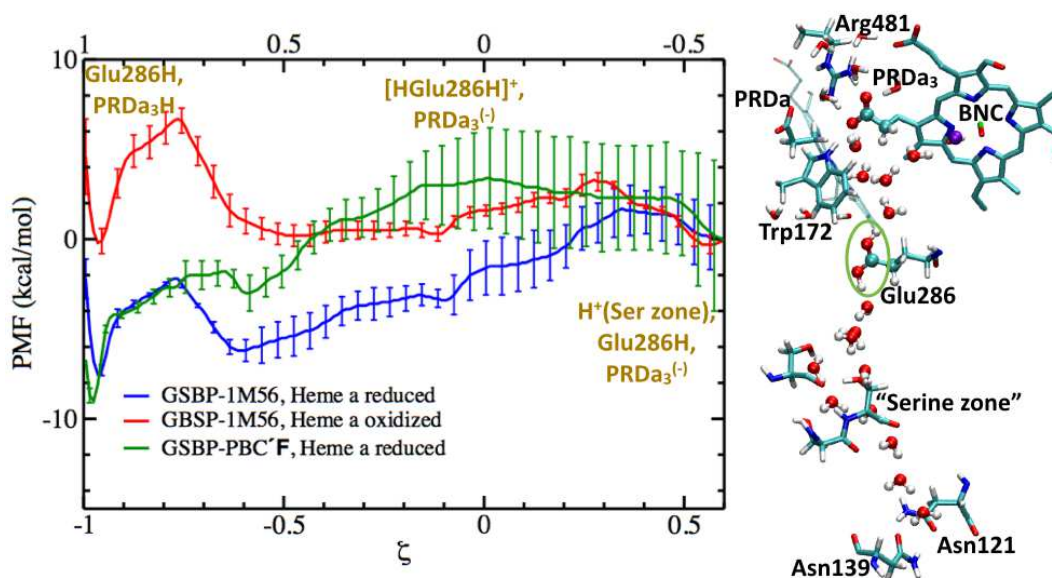 1 0.5 0 -0.5
10
0
-10
PMF (kcal/mol)
Glu286H,
PRDa₃H
[HGlu286H]⁺,
PRDa₃⁽⁻⁾
H⁺(Ser zone),
Glu286H,
PRDa₃⁽⁻⁾
GSBP-1M56, Heme a reduced
GBSP-1M56, Heme a oxidized
GSBP-PBC´F, Heme a reduced
-1 -0.5 0 0.5
ζ
Arg481
PRDa₃
PRDa
BNC
Trp172
Glu286
“Serine zone”
Asn121
Asn139